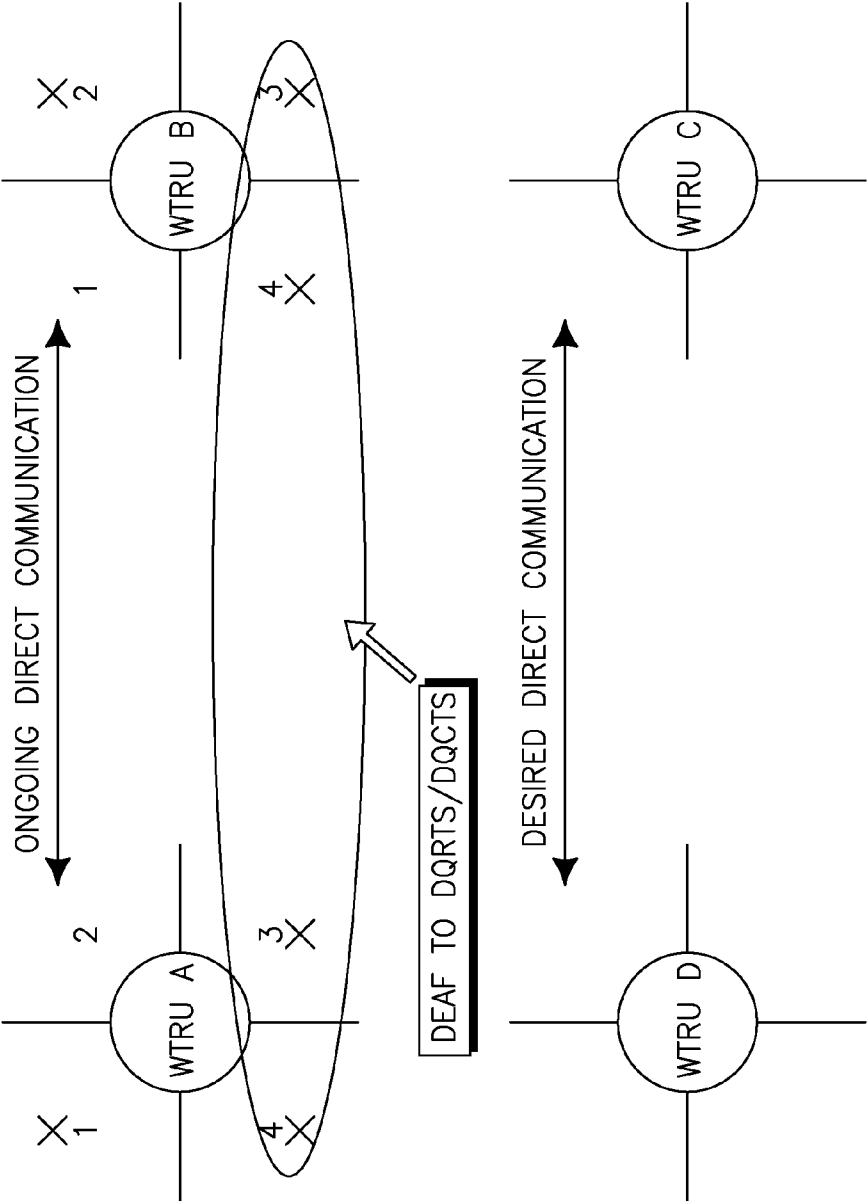 ONGOING DIRECT COMMUNICATION
1 2 1 2
WTRU A WTRU B
4 3 4 3
DEAF TO DQRTS/DQCTS
DESIRED DIRECT COMMUNICATION
WTRU D WTRU C